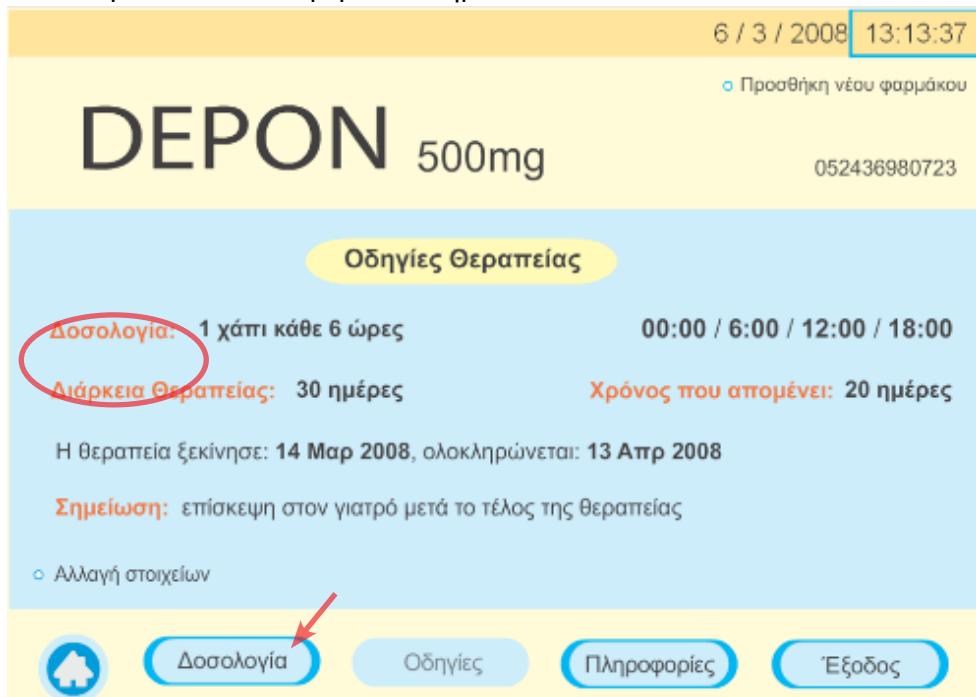 6 / 3 / 2008 13:13:37
Προσθήκη νέου φαρμάκου
DEPON 500mg
052436980723
Οδηγίες Θεραπείας
Δοσολογία: 1 χάπι κάθε 6 ώρες 00:00 / 6:00 / 12:00 / 18:00
Διάρκεια Θεραπείας: 30 ημέρες Χρόνος που απομένει: 20 ημέρες
Η θεραπεία ξεκίνησε: 14 Μαρ 2008, ολοκληρώνεται: 13 Απρ 2008
Σημείωση: επίσκεψη στον γιατρό μετά το τέλος της θεραπείας
Αλλαγή στοιχείων
Δοσολογία Οδηγίες Πληροφορίες Έξοδος